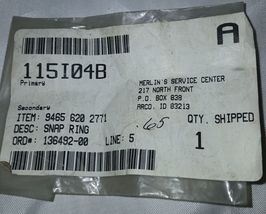 A
115I04B
Primary
MERLIN'S SERVICE CENTER
217 NORTH FRONT
P.O. BOX 838
ARCO, ID 83213
Secondary
ITEM: 9465 620 2771
DESC: SNAP RING
ORD#: 136492-00 LINE: 5
.65
QTY. SHIPPED
1